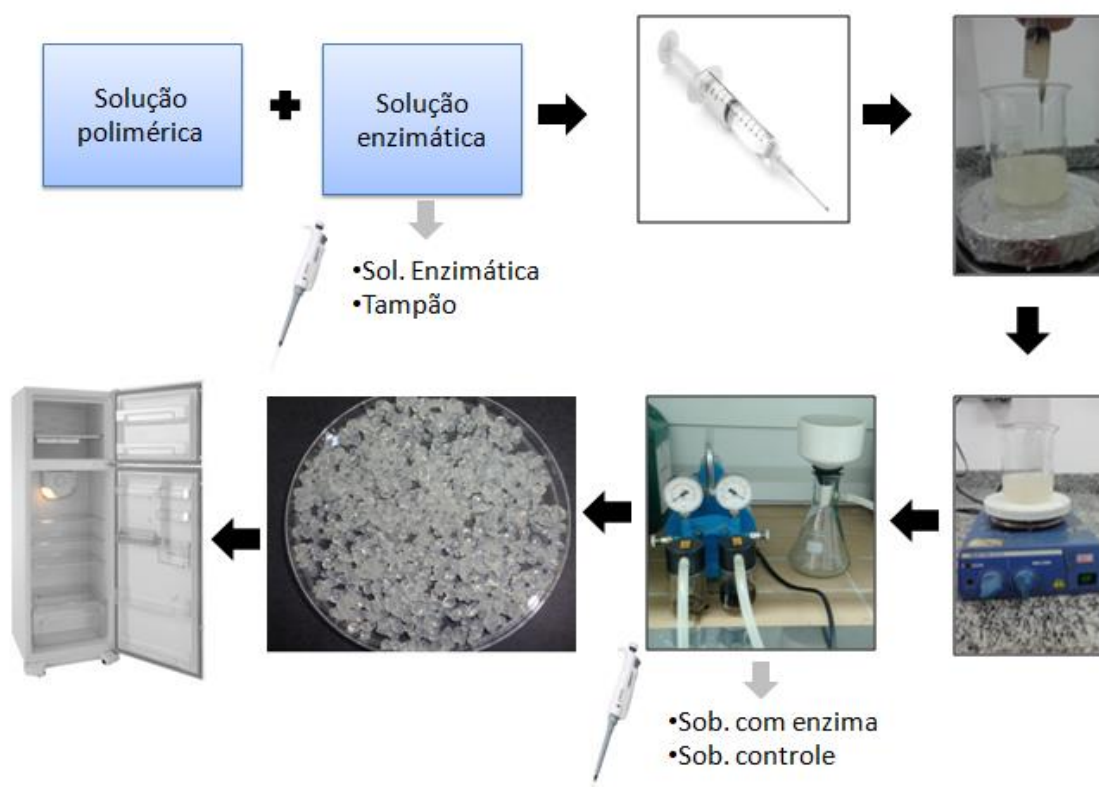 Solução
polimérica
Solução
enzimática
•Sol. Enzimática
•Tampão
•Sob. com enzima
•Sob. controle